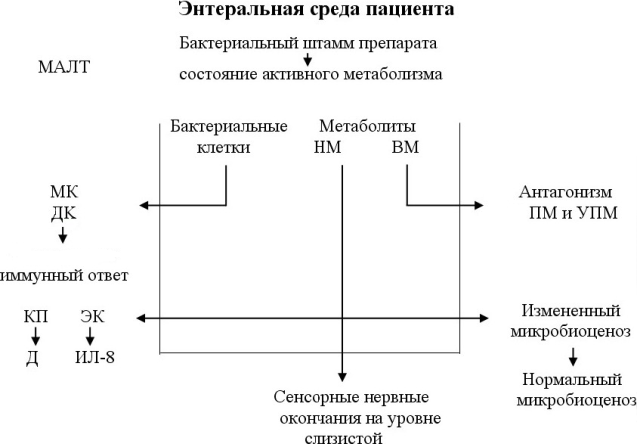 Энтеральная среда пациента
Бактериальный штамм препарата
МАЛТ
состояние активного метаболизма
Бактериальные
клетки
Метаболиты
НМ ВМ
МК
ДК
Антагонизм
ПМ и УПМ
иммунный ответ
КП ЭК
Д ИЛ-8
Измененный
микробиоценоз
Нормальный
микробиоценоз
Сенсорные нервные
окончания на уровне
слизистой